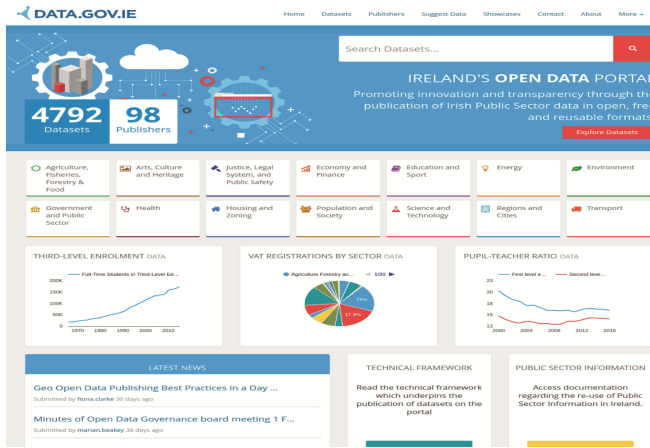 DATA.GOV.IE
Home Datasets Publishers Suggest Data Showcases Contact About More
Search Datasets...
IRELAND'S OPEN DATA PORTAL
Promoting innovation and transparency through the
publication of Irish Public Sector data in open, free
and reusable formats
Explore Datasets
4792 98
Datasets Publishers
Agriculture,
Fisheries,
Forestry &
Food
Arts, Culture
and Heritage
Justice, Legal
System, and
Public Safety
Economy and
Finance
Education and
Sport
Energy
Environment
Government
and Public
Sector
Health
Housing and
Zoning
Population and
Society
Science and
Technology
Regions and
Cities
Transport
THIRD-LEVEL ENROLMENT DATA
Full-Time Students in Third-Level Ed...
200K
150K
100K
50K
0
1970 1980 1990 2000 2010
VAT REGISTRATIONS BY SECTOR DATA
Agriculture Forestry an... 1/20
19%
17.9%
PUPIL-TEACHER RATIO DATA
First level e... Second leve...
23
20
18
15
13
2000 2004 2008 2012 2016
LATEST NEWS
Geo Open Data Publishing Best Practices in a Day ...
Submitted by fiona.clarke 30 days ago
Minutes of Open Data Governance board meeting 1 F...
Submitted by marian.beakey 38 days ago
TECHNICAL FRAMEWORK
Read the technical framework
which underpins the
publication of datasets on the
portal
PUBLIC SECTOR INFORMATION
Access documentation
regarding the re-use of Public
Sector Information in Ireland.